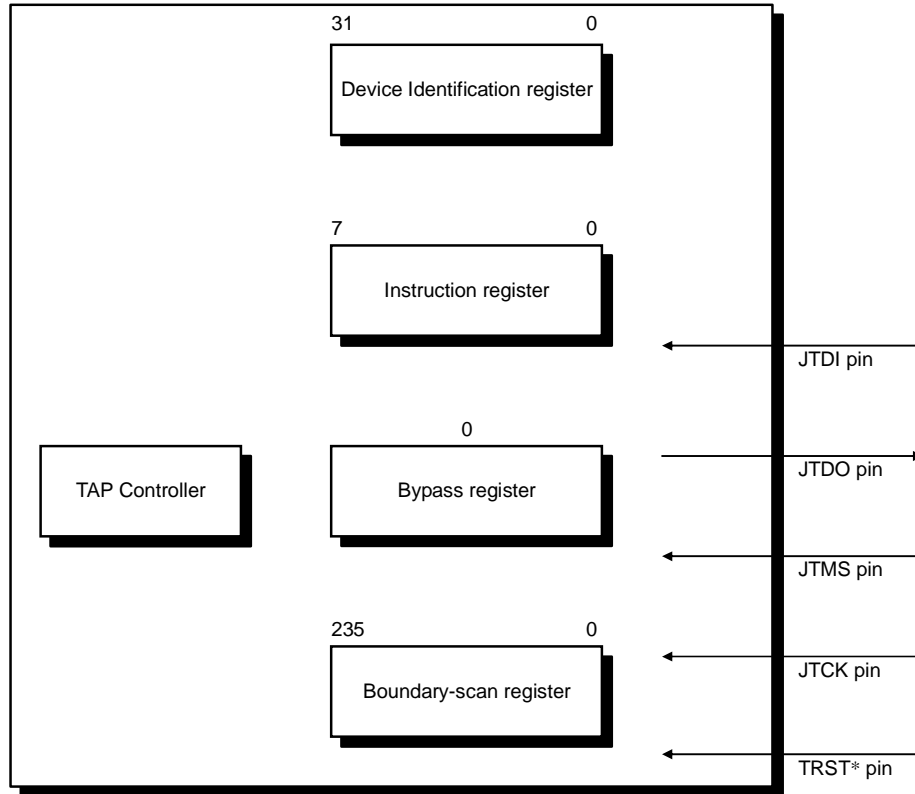 31 0
Device Identification register
7 0
Instruction register
JTDI pin
0
JTDO pin
TAP Controller
Bypass register
JTMS pin
235 0
JTCK pin
Boundary-scan register
TRST* pin